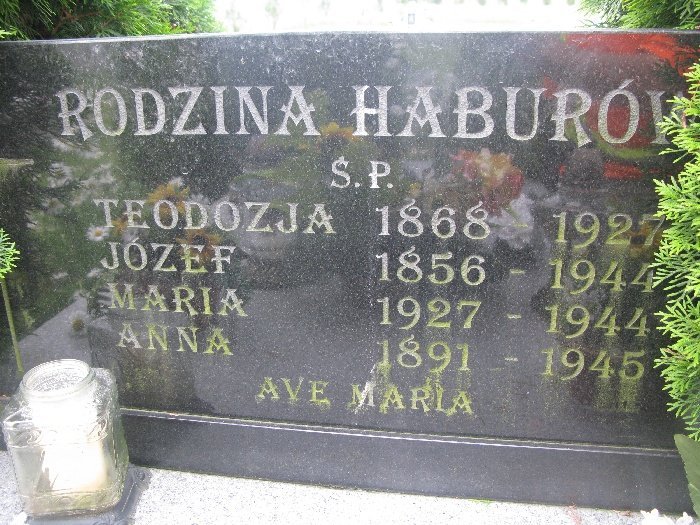 RODZINA HABURÓW
Ś.P.
TEODOZJA 1868 - 1927
JÓZEF 1856 - 1944
MARIA 1927 - 1944
ANNA 1891 - 1945
AVE MARIA